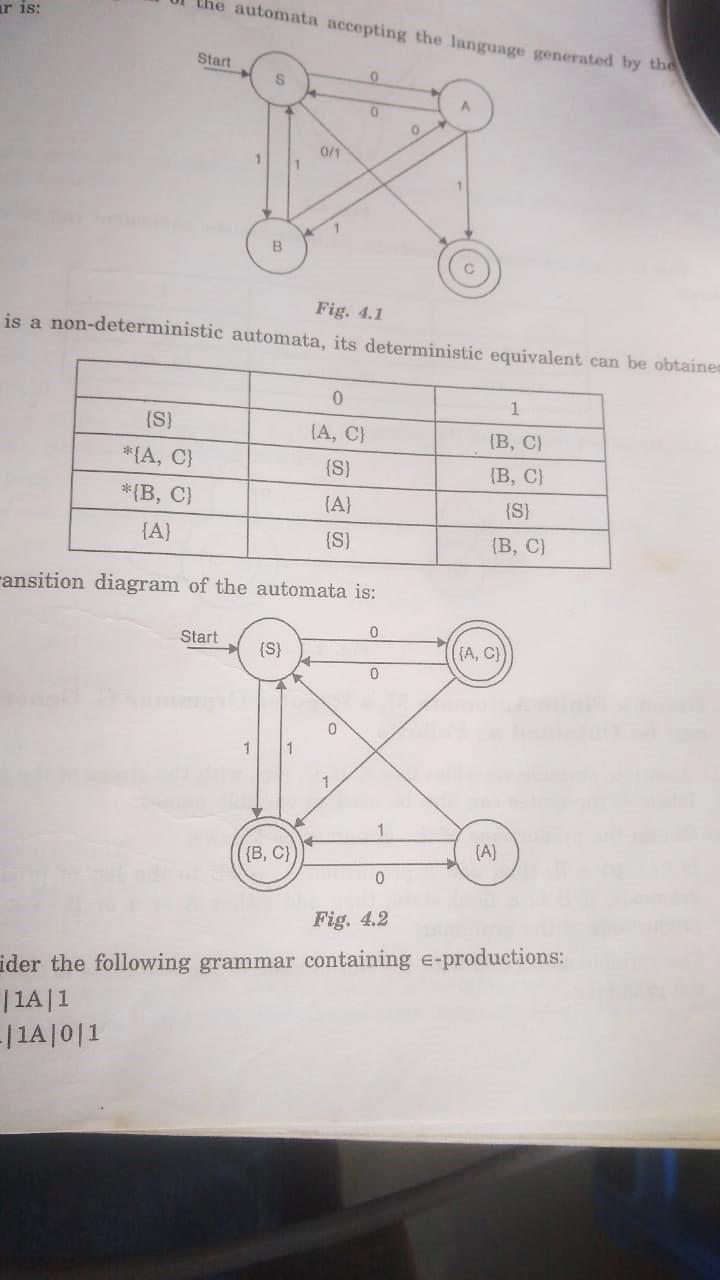 r is:
the automata accepting the language generated by the
Start
S
0
A
0
0
0/1
1
1
1
1
B
C
Fig. 4.1
is a non-deterministic automata, its deterministic equivalent can be obtained
0 1
{S} {A, C} {B, C}
*{A, C} {S} {B, C}
*{B, C} {A} {S}
{A} {S} {B, C}
ansition diagram of the automata is:
Start
{S}
0
{A, C}
0
0
1
1
1
1
{B, C}
{A}
0
Fig. 4.2
ider the following grammar containing ∈-productions:
|1A|1
|1A|0|1